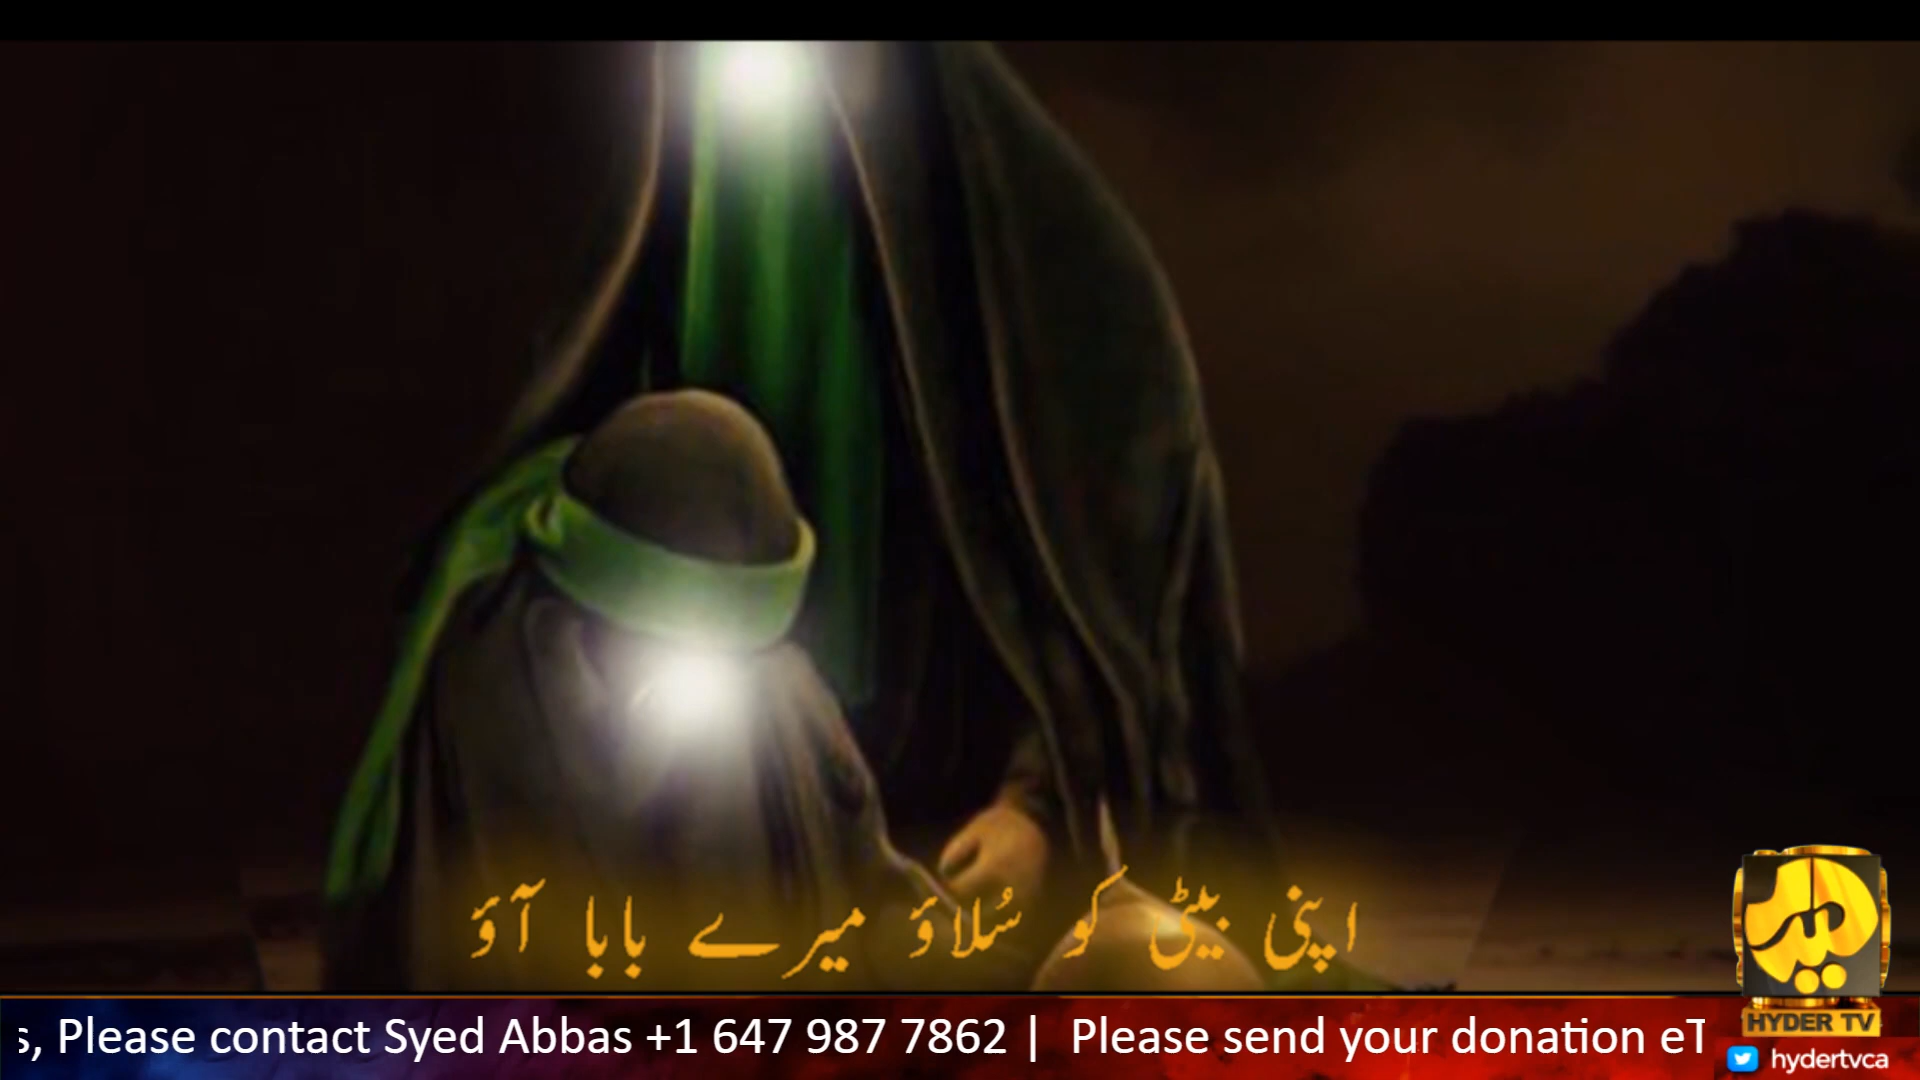 اپنی بیٹی کو سُلاؤ میرے بابا آؤ
s, Please contact Syed Abbas +1 647 987 7862 | Please send your donation eT
حیدر
HYDER TV
hydertvca